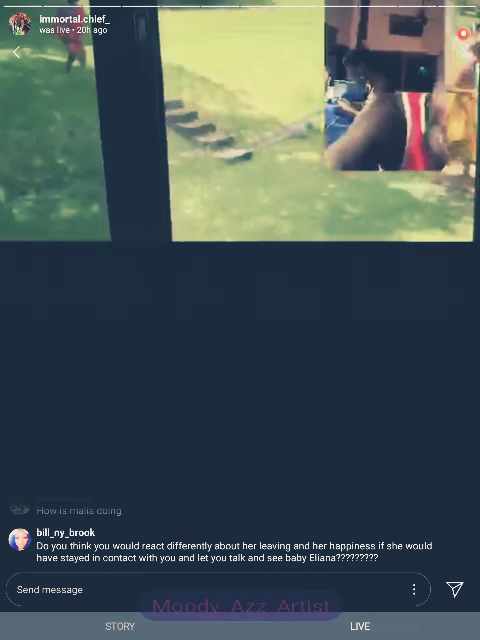 immortal.chief_
was live • 20h ago
How is malia doing
bill_ny_brook
Do you think you would react differently about her leaving and her happiness if she would
have stayed in contact with you and let you talk and see baby Eliana?????????
Send message
Moody Azz Artist
STORY
LIVE